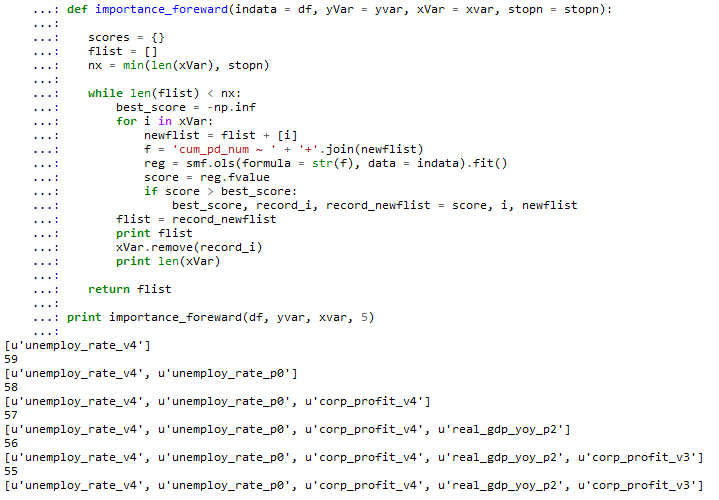 ...: def importance_foreward(indata = df, yVar = yvar, xVar = xvar, stopn = stopn):
...:
...:     scores = {}
...:     flist = []
...:     nx = min(len(xVar), stopn)
...:
...:     while len(flist) < nx:
...:         best_score = -np.inf
...:         for i in xVar:
...:             newflist = flist + [i]
...:             f = 'cum_pd_num ~ ' + '+'.join(newflist)
...:             reg = smf.ols(formula = str(f), data = indata).fit()
...:             score = reg.fvalue
...:             if score > best_score:
...:                 best_score, record_i, record_newflist = score, i, newflist
...:         flist = record_newflist
...:         print flist
...:         xVar.remove(record_i)
...:         print len(xVar)
...:
...:     return flist
...:
...: print importance_foreward(df, yvar, xvar, 5)
...:
[u'unemploy_rate_v4']
59
[u'unemploy_rate_v4', u'unemploy_rate_p0']
58
[u'unemploy_rate_v4', u'unemploy_rate_p0', u'corp_profit_v4']
57
[u'unemploy_rate_v4', u'unemploy_rate_p0', u'corp_profit_v4', u'real_gdp_yoy_p2']
56
[u'unemploy_rate_v4', u'unemploy_rate_p0', u'corp_profit_v4', u'real_gdp_yoy_p2', u'corp_profit_v3']
55
[u'unemploy_rate_v4', u'unemploy_rate_p0', u'corp_profit_v4', u'real_gdp_yoy_p2', u'corp_profit_v3']